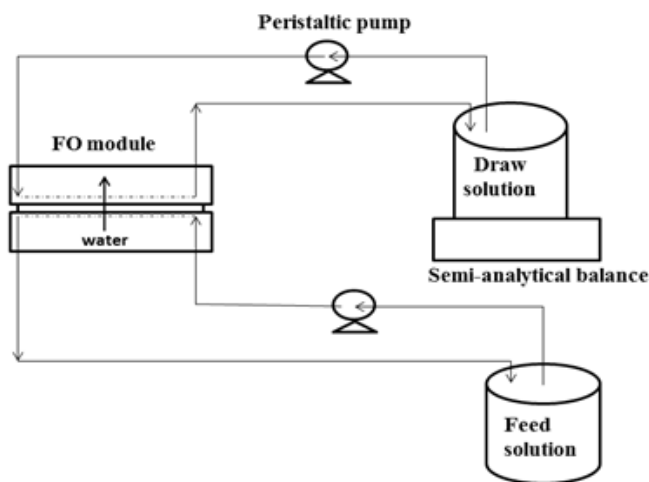 Peristaltic pump
FO module
Draw
solution
water
Semi-analytical balance
Feed
solution